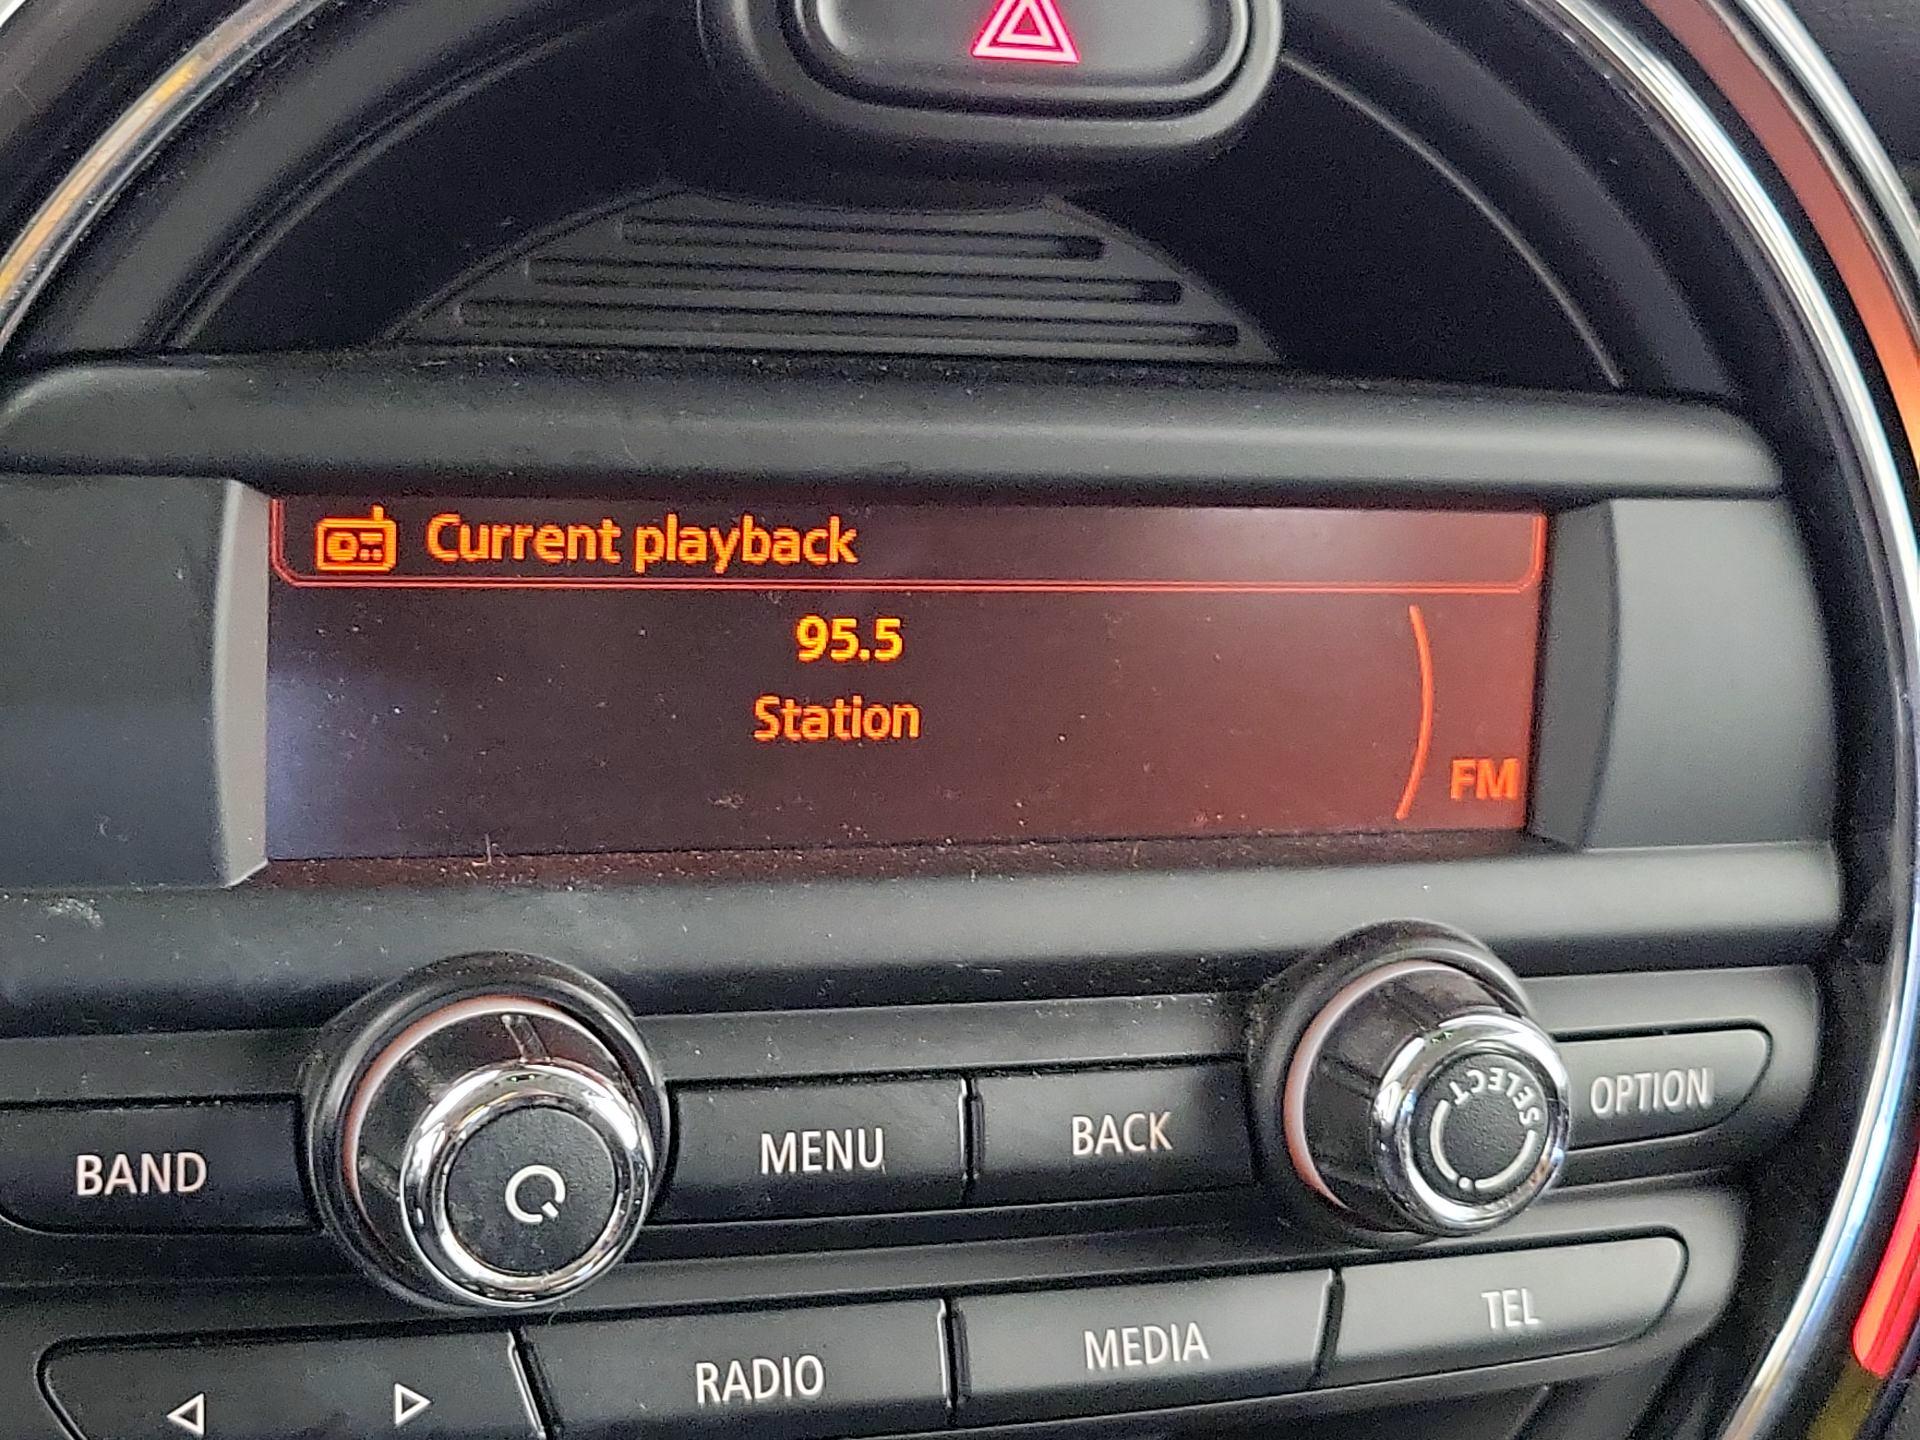 Current playback
95.5
Station
FM
BAND
MENU
BACK
SELECT
OPTION
RADIO
MEDIA
TEL